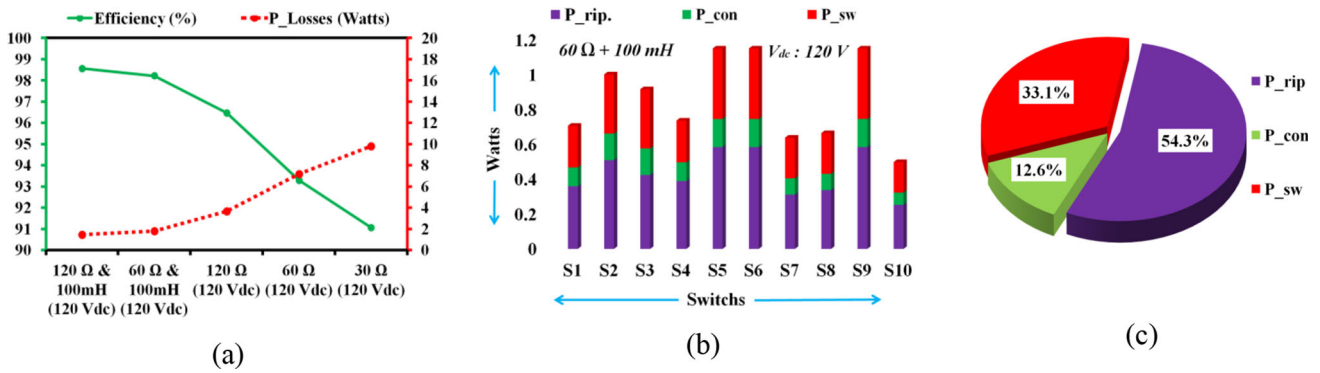 Efficiency (%) P_Losses (Watts)
100
99
98
97
96
95
94
93
92
91
90
20
18
16
14
12
10
8
6
4
2
0
120 Ω &
100mH
(120 Vdc)
60 Ω &
100mH
(120 Vdc)
120 Ω
(120 Vdc)
60 Ω
(120 Vdc)
30 Ω
(120 Vdc)
(a)
P_rip. P_con P_sw
60 Ω + 100 mH Vdc : 120 V
Watts
1.2
1
0.8
0.6
0.4
0.2
0
S1 S2 S3 S4 S5 S6 S7 S8 S9 S10
Switchs
(b)
33.1%
54.3%
12.6%
P_rip
P_con
P_sw
(c)